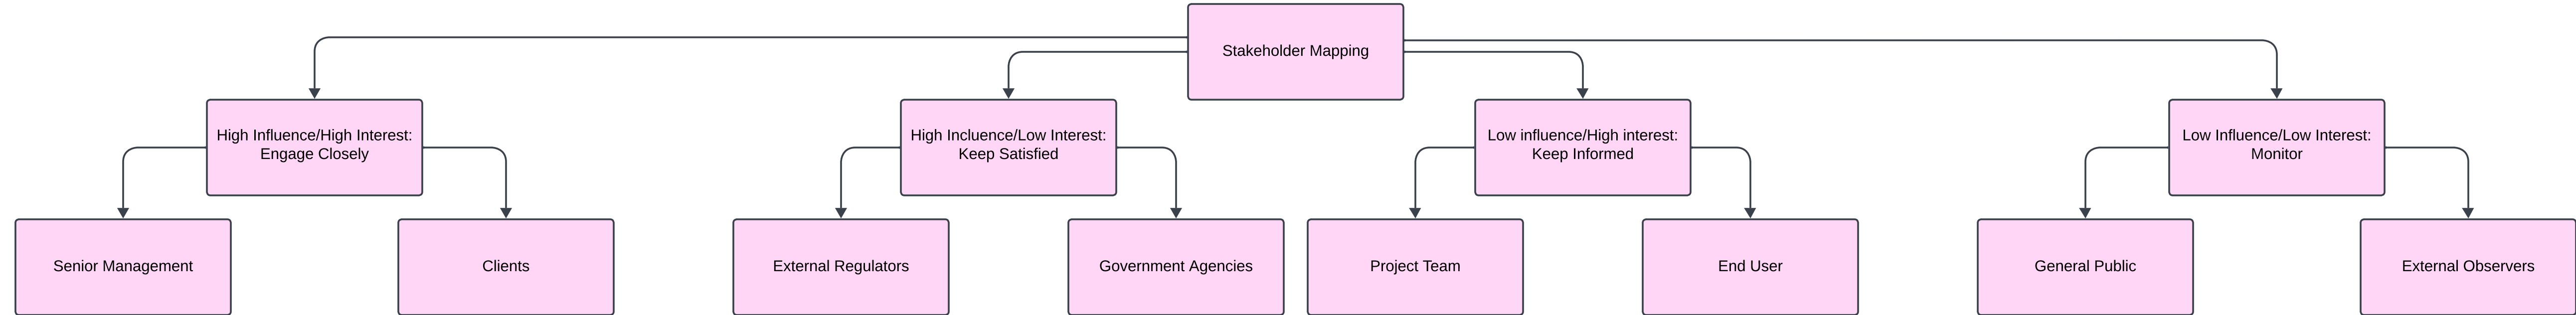 Stakeholder Mapping
High Influence/High Interest:
Engage Closely
High Incluence/Low Interest:
Keep Satisfied
Low influence/High interest:
Keep Informed
Low Influence/Low Interest:
Monitor
Senior Management
Clients
External Regulators
Government Agencies
Project Team
End User
General Public
External Observers